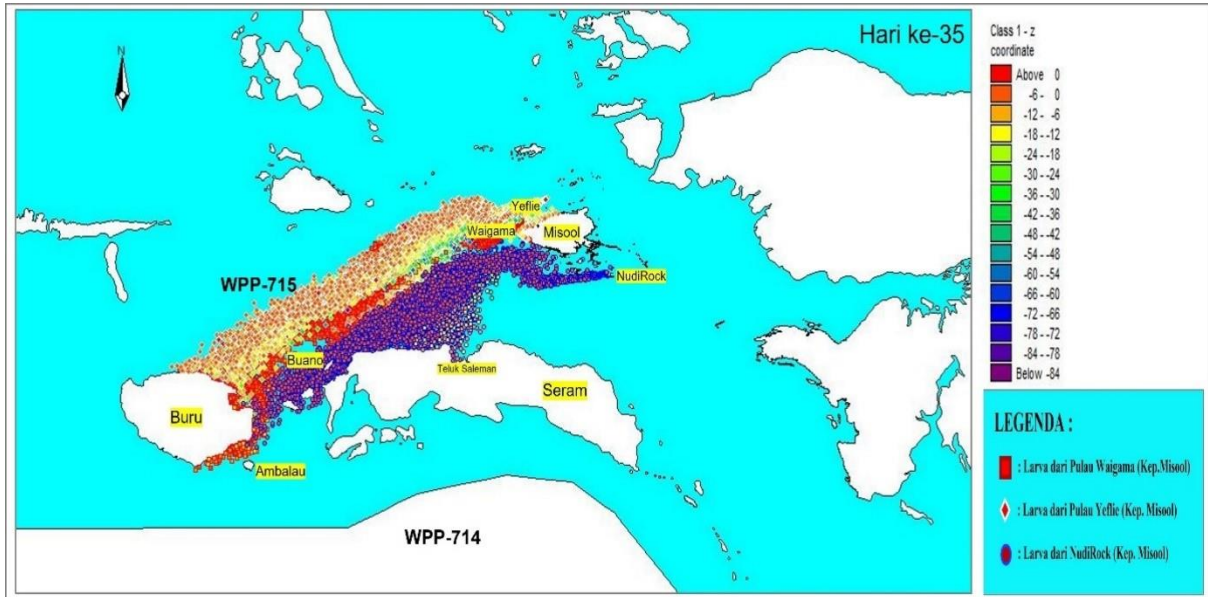 Hari ke-35
N
Yeflie
Waigama
Misool
NudiRock
WPP-715
Buano
Teluk Saleman
Seram
Buru
Ambalau
WPP-714
Class 1 - z
coordinate
Above 0
-6 - 0
-12 - -6
-18 - -12
-24 - -18
-30 - -24
-36 - -30
-42 - -36
-48 - -42
-54 - -48
-60 - -54
-66 - -60
-72 - -66
-78 - -72
-84 - -78
Below -84
LEGENDA :
: Larva dari Pulau Waigama (Kep.Misool)
: Larva dari Pulau Yeflie (Kep. Misool)
: Larva dari NudiRock (Kep. Misool)